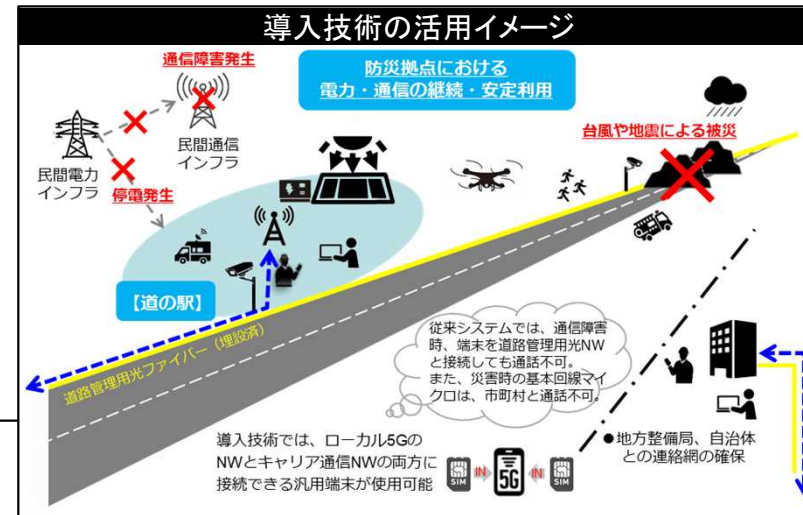 導入技術の活用イメージ
通信障害発生
防災拠点における
電力・通信の継続・安定利用
民間通信
インフラ
民間電力
インフラ
停電発生
台風や地震による被災
【道の駅】
道路管理用光ファイバー（埋設済）
従来システムでは、通信障害
時、端末を道路管理用光NW
と接続しても通話不可。
また、災害時の基本回線マイ
クロは、市町村と通話不可。
導入技術では、ローカル5Gの
NWとキャリア通信NWの両方に
接続できる汎用端末が使用可能
SIM
IN
5G
IN
SIM
●地方整備局、自治体
との連絡網の確保